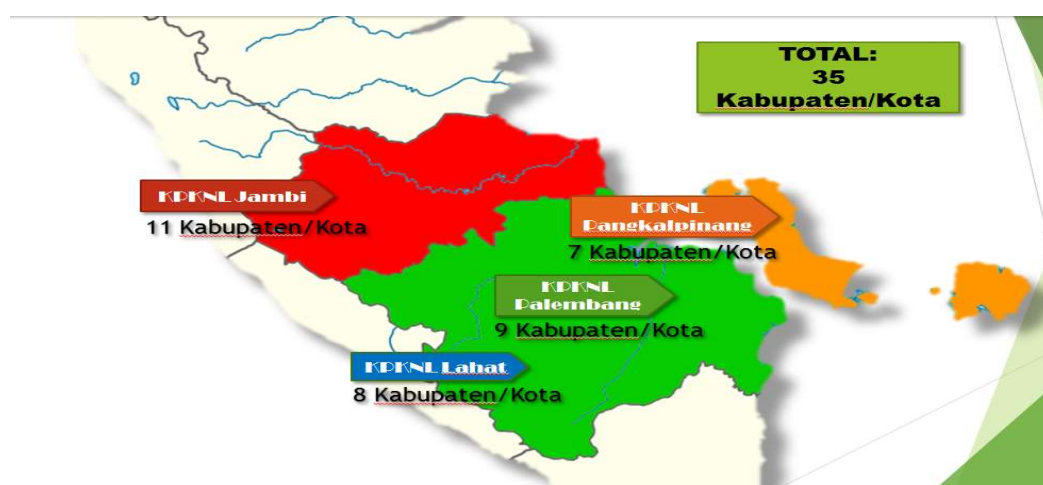 TOTAL:
35
Kabupaten/Kota
KPKNL Jambi
11 Kabupaten/Kota
KPKNL
Pangkalpinang
7 Kabupaten/Kota
KPKNL
Palembang
9 Kabupaten/Kota
KPKNL Lahat
8 Kabupaten/Kota